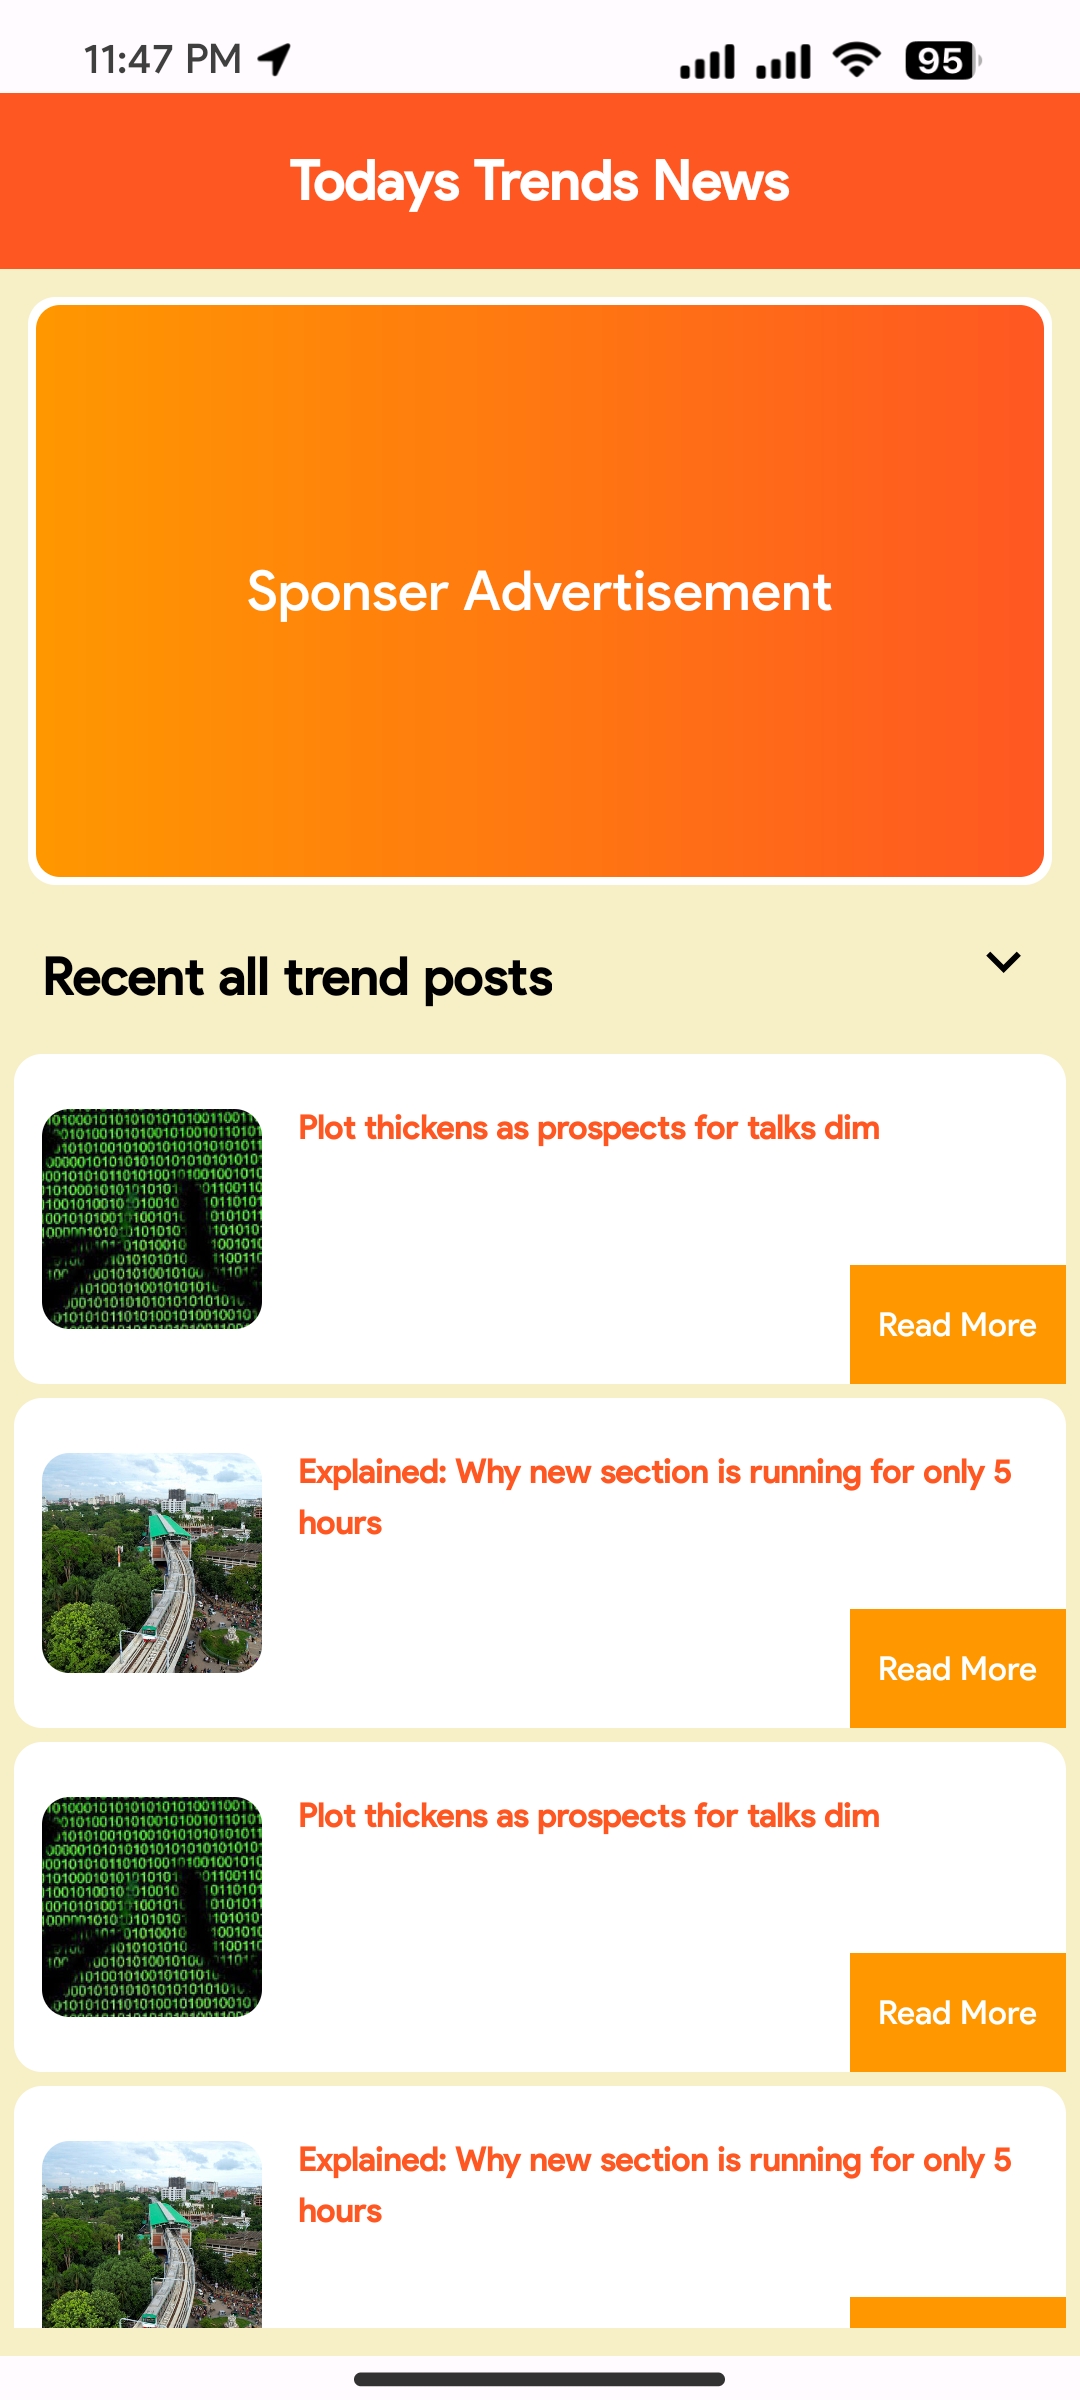 11:47 PM
95
Todays Trends News
Sponser Advertisement
Recent all trend posts
Plot thickens as prospects for talks dim
Read More
Explained: Why new section is running for only 5
hours
Read More
Plot thickens as prospects for talks dim
Read More
Explained: Why new section is running for only 5
hours